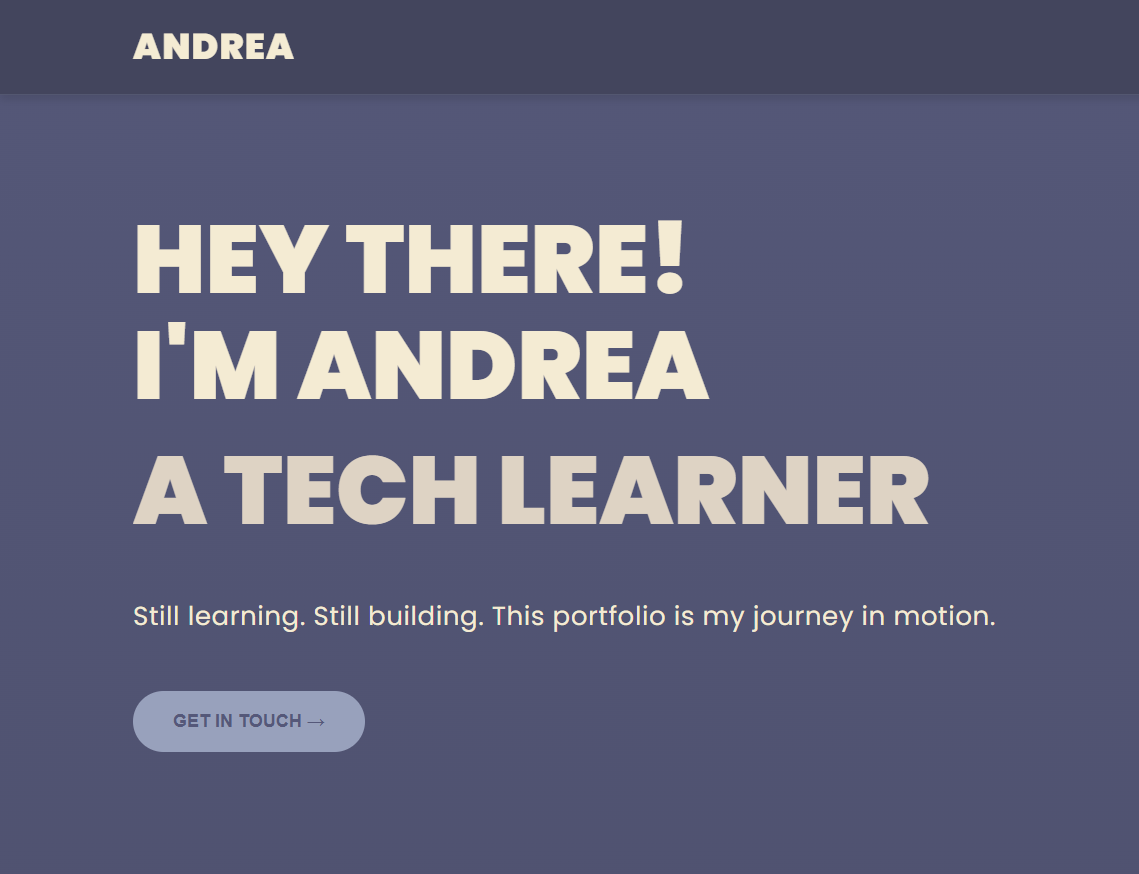 ANDREA
HEY THERE!
I'M ANDREA
A TECH LEARNER
Still learning. Still building. This portfolio is my journey in motion.
GET IN TOUCH →